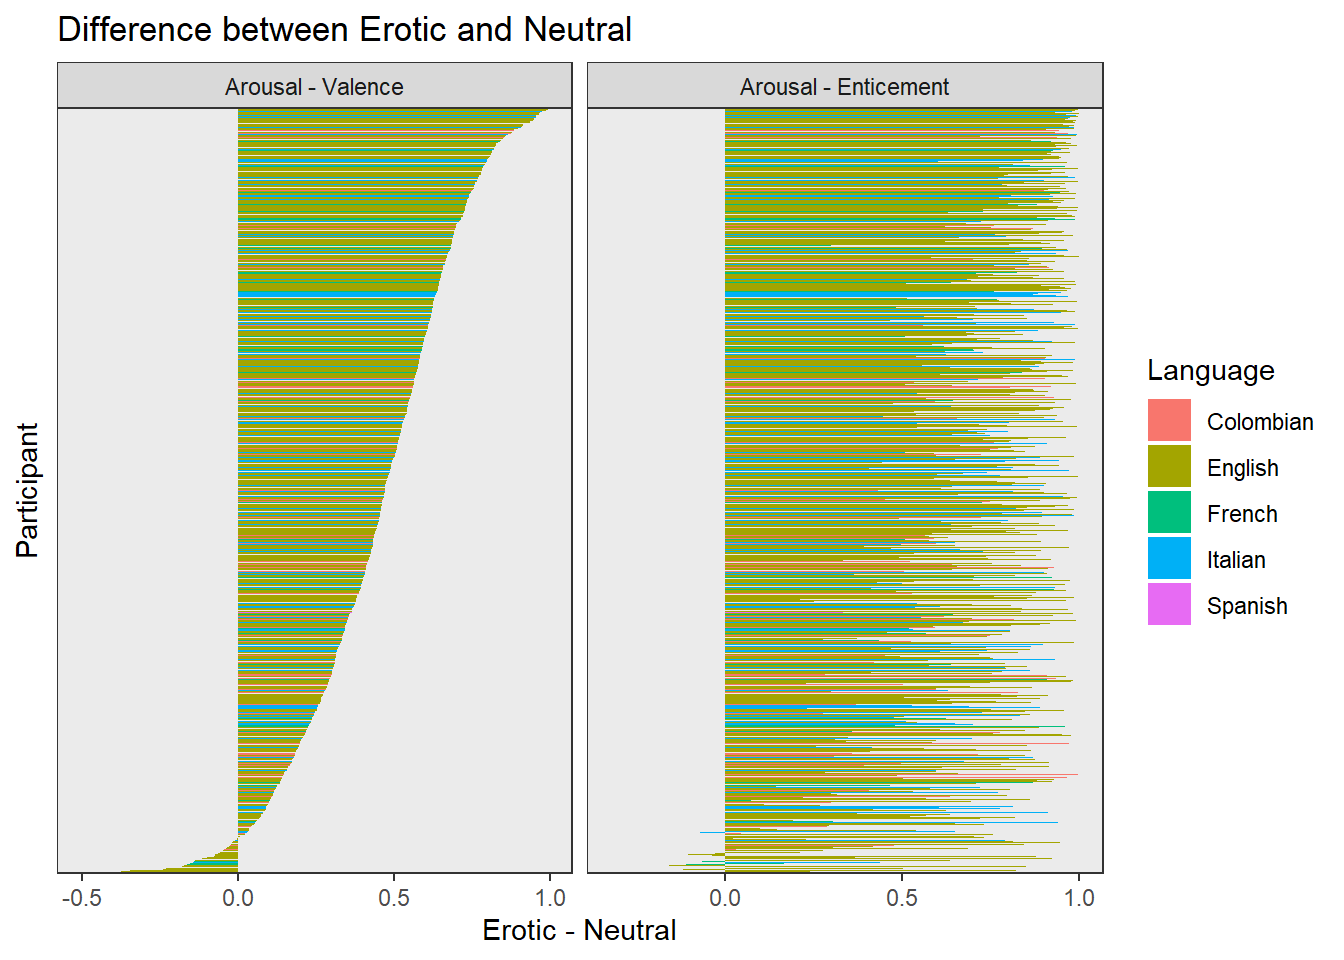 Difference between Erotic and Neutral
Arousal - Valence
Arousal - Enticement
Participant
-0.5 0.0 0.5 1.0
0.0 0.5 1.0
Erotic - Neutral
Language
Colombian
English
French
Italian
Spanish